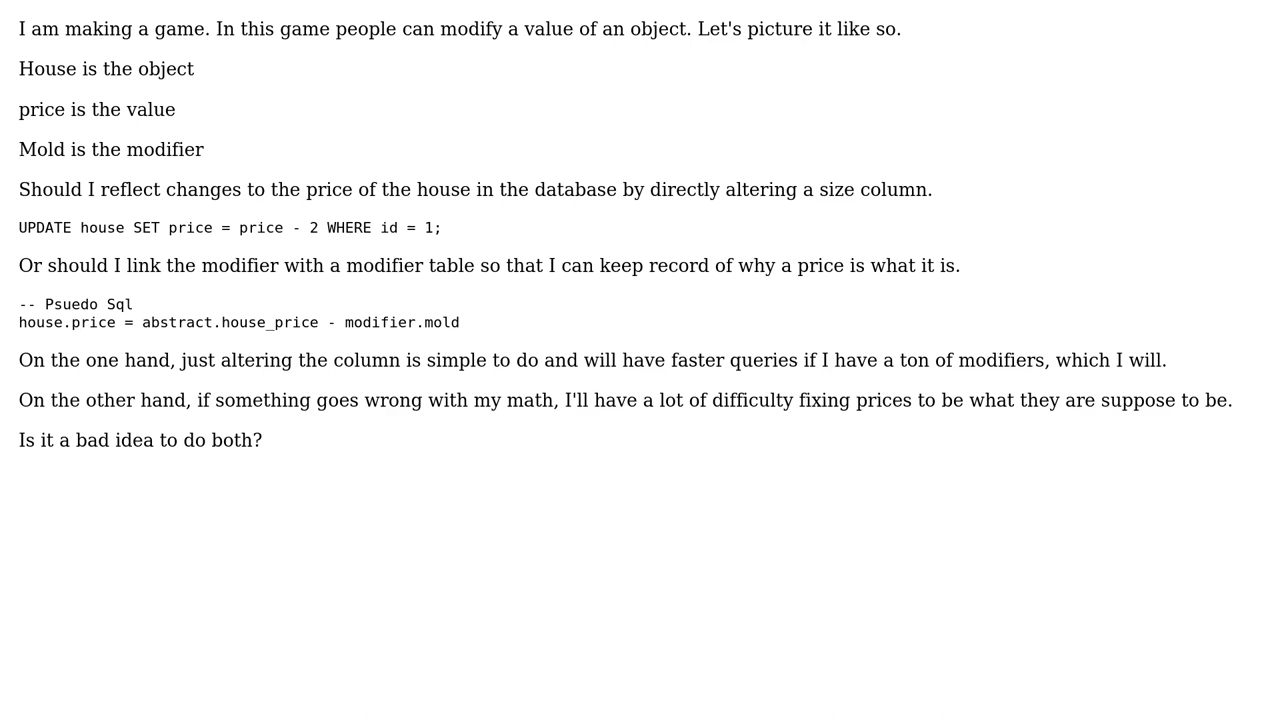 I am making a game. In this game people can modify a value of an object. Let's picture it like so.
House is the object
price is the value
Mold is the modifier
Should I reflect changes to the price of the house in the database by directly altering a size column.
UPDATE house SET price = price - 2 WHERE id = 1;
Or should I link the modifier with a modifier table so that I can keep record of why a price is what it is.
-- Psuedo Sql
house.price = abstract.house_price - modifier.mold
On the one hand, just altering the column is simple to do and will have faster queries if I have a ton of modifiers, which I will.
On the other hand, if something goes wrong with my math, I'll have a lot of difficulty fixing prices to be what they are suppose to be.
Is it a bad idea to do both?